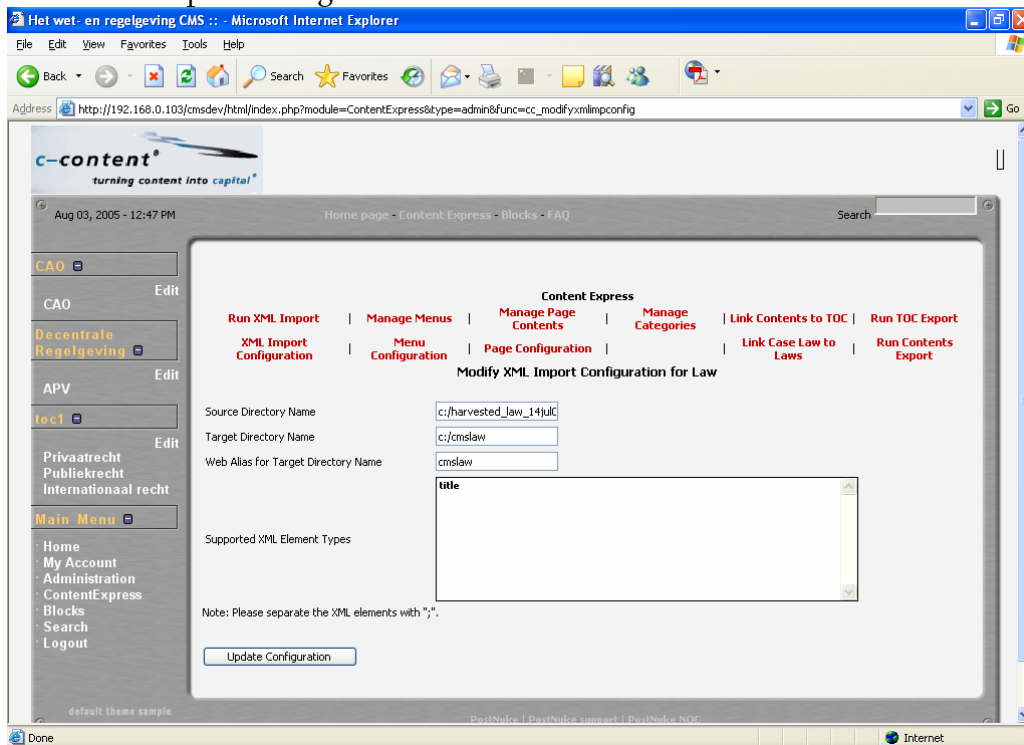 Het wet- en regelgeving CMS :: - Microsoft Internet Explorer
File Edit View Favorites Tools Help
Back Search Favorites
Address http://192.168.0.103/cmsdev/html/index.php?module=ContentExpress&type=admin&func=cc_modifyxmlimpconfig Go
c-content®
turning content into capital®
Aug 03, 2005 - 12:47 PM Home page - Content Express - Blocks - FAQ Search
CAO
Edit
CAO
Decentrale
Regelgeving
Edit
APV
toc1
Edit
Privaatrecht
Publiekrecht
Internationaal recht
Main Menu
· Home
· My Account
· Administration
· ContentExpress
· Blocks
· Search
· Logout
default theme sample
Content Express
Run XML Import | Manage Menus | Manage Page Contents | Manage Categories | Link Contents to TOC | Run TOC Export
XML Import Configuration | Menu Configuration | Page Configuration | | Link Case Law to Laws | Run Contents Export
Modify XML Import Configuration for Law
Source Directory Name c:/harvested_law_14jul
Target Directory Name c:/cmslaw
Web Alias for Target Directory Name cmslaw
Supported XML Element Types title
Note: Please separate the XML elements with ";".
Update Configuration
PostNuke | PostNuke support | PostNuke NOC
Done Internet